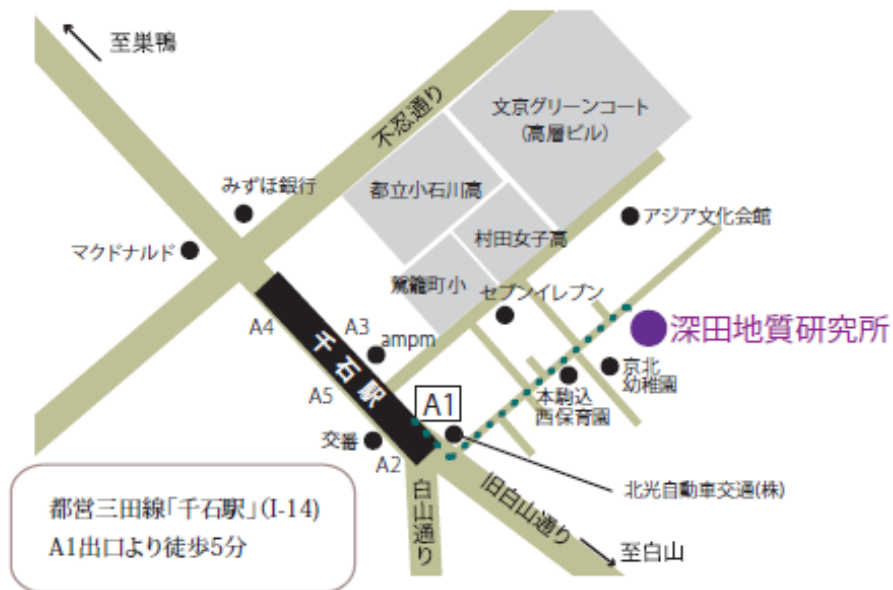 至巣鴨
不忍通り
文京グリーンコート
(高層ビル)
みずほ銀行
都立小石川高
アジア文化会館
マクドナルド
村田女子高
駕籠町小
セブンイレブン
A4
A3
ampm
千石駅
深田地質研究所
京北
幼稚園
A5
A1
本駒込
西保育園
交番
A2
北光自動車交通(株)
白山通り
旧白山通り
至白山
都営三田線「千石駅」(I-14)
A1出口より徒歩5分